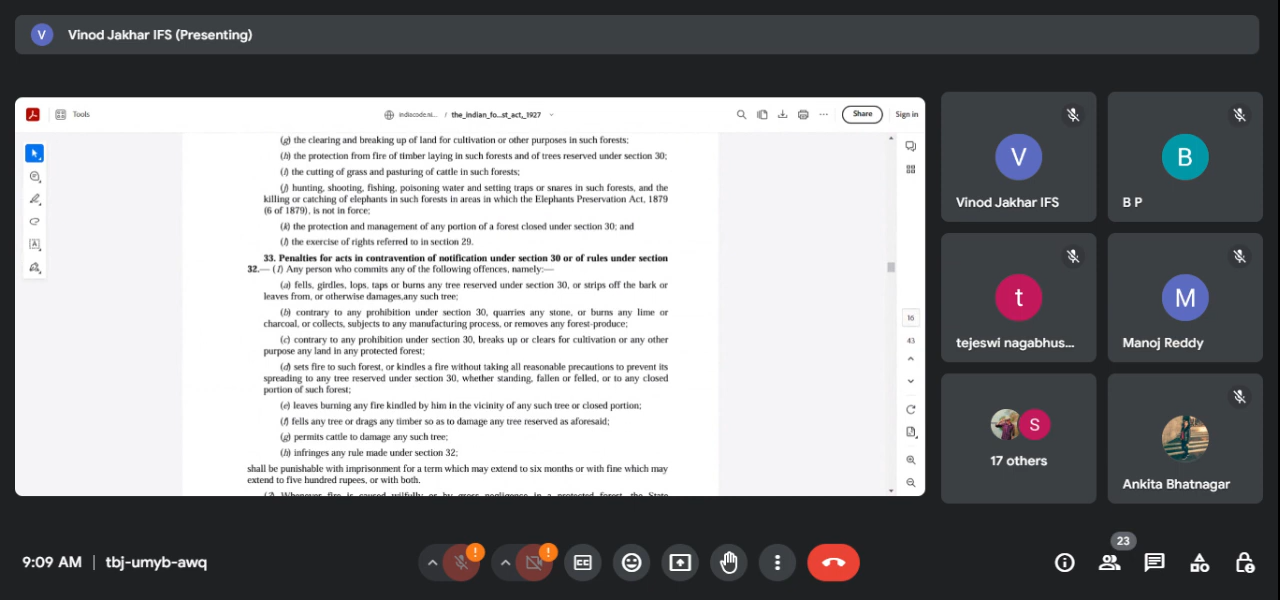 V Vinod Jakhar IFS (Presenting)
Tools
indiacode.ni... / the_indian_fo...st_act,_1927
Share
Sign in
(g) the clearing and breaking up of land for cultivation or other purposes in such forests;
(h) the protection from fire of timber laying in such forests and of trees reserved under section 30;
(i) the cutting of grass and pasturing of cattle in such forests;
(j) hunting, shooting, fishing, poisoning water and setting traps or snares in such forests, and the
killing or catching of elephants in such forests in areas in which the Elephants Preservation Act, 1879
(6 of 1879), is not in force;
(k) the protection and management of any portion of a forest closed under section 30; and
(l) the exercise of rights referred to in section 29.
33. Penalties for acts in contravention of notification under section 30 or of rules under section
32.— (1) Any person who commits any of the following offences, namely:—
(a) fells, girdles, lops, taps or burns any tree reserved under section 30, or strips off the bark or
leaves from, or otherwise damages,any such tree;
(b) contrary to any prohibition under section 30, quarries any stone, or burns any lime or
charcoal, or collects, subjects to any manufacturing process, or removes any forest-produce;
(c) contrary to any prohibition under section 30, breaks up or clears for cultivation or any other
purpose any land in any protected forest;
(d) sets fire to such forest, or kindles a fire without taking all reasonable precautions to prevent its
spreading to any tree reserved under section 30, whether standing, fallen or felled, or to any closed
portion of such forest;
(e) leaves burning any fire kindled by him in the vicinity of any such tree or closed portion;
(f) fells any tree or drags any timber so as to damage any tree reserved as aforesaid;
(g) permits cattle to damage any such tree;
(h) infringes any rule made under section 32;
shall be punishable with imprisonment for a term which may extend to six months or with fine which may
extend to five hundred rupees, or with both.
(2) Whenever fire is caused wilfully or by gross negligence in a protected forest, the State
16
43
V
Vinod Jakhar IFS
B
B P
t
tejeswi nagabhus...
M
Manoj Reddy
S
17 others
Ankita Bhatnagar
9:09 AM | tbj-umyb-awq
CC
23